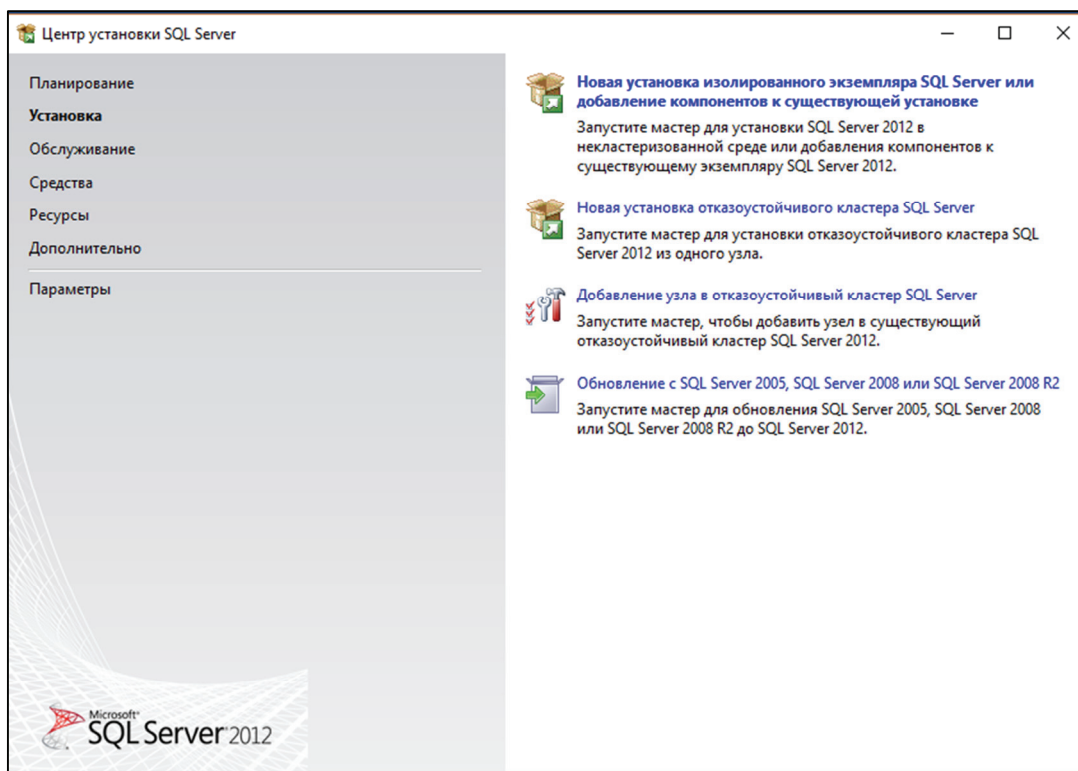 Центр установки SQL Server
Планирование
Установка
Обслуживание
Средства
Ресурсы
Дополнительно
Параметры
Microsoft®
SQL Server® 2012
Новая установка изолированного экземпляра SQL Server или
добавление компонентов к существующей установке
Запустите мастер для установки SQL Server 2012 в
некластеризованной среде или добавления компонентов к
существующему экземпляру SQL Server 2012.
Новая установка отказоустойчивого кластера SQL Server
Запустите мастер для установки отказоустойчивого кластера SQL
Server 2012 из одного узла.
Добавление узла в отказоустойчивый кластер SQL Server
Запустите мастер, чтобы добавить узел в существующий
отказоустойчивый кластер SQL Server 2012.
Обновление с SQL Server 2005, SQL Server 2008 или SQL Server 2008 R2
Запустите мастер для обновления SQL Server 2005, SQL Server 2008
или SQL Server 2008 R2 до SQL Server 2012.